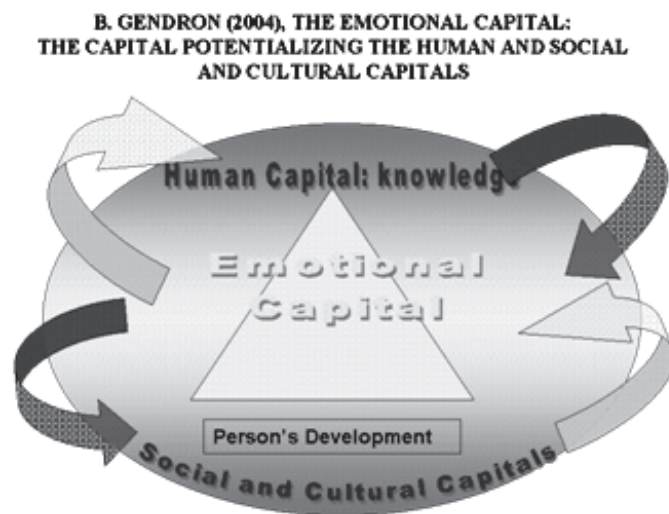 B. GENDRON (2004), THE EMOTIONAL CAPITAL:
THE CAPITAL POTENTIALIZING THE HUMAN AND SOCIAL
AND CULTURAL CAPITALS
Human Capital: knowledge
Emotional
Capital
Person's Development
Social and Cultural Capitals